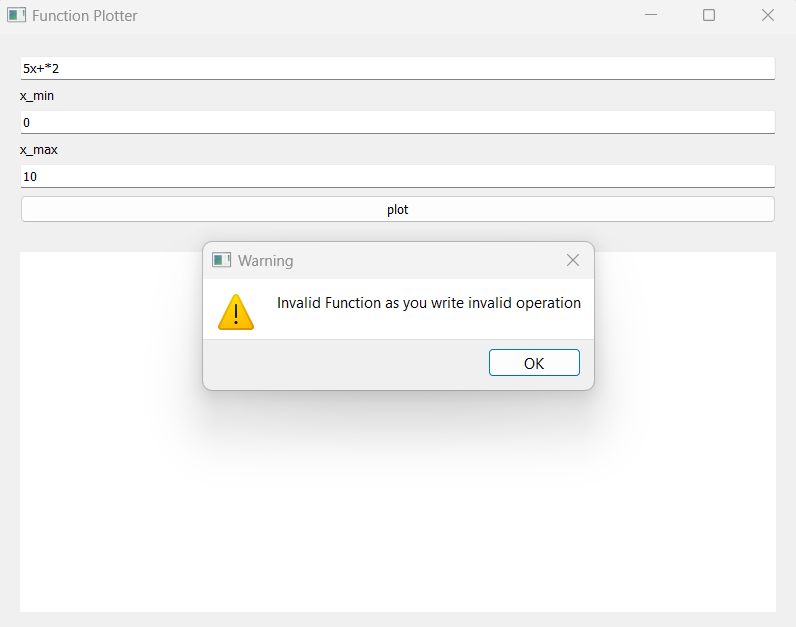 Function Plotter
5x+*2
x_min
0
x_max
10
plot
Warning
Invalid Function as you write invalid operation
OK